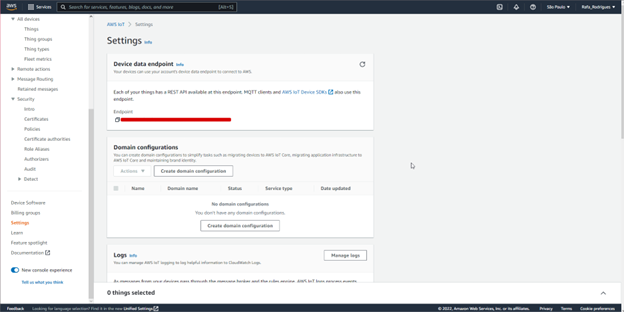 aws
Services
Search for services, features, blogs, docs, and more
[Alt+S]
São Paulo
Rafa_Rodrigues
All devices
Things
Thing groups
Thing types
Fleet metrics
Remote actions
Message Routing
Retained messages
Security
Intro
Certificates
Policies
Certificate authorities
Role Aliases
Authorizers
Audit
Detect
Device Software
Billing groups
Settings
Learn
Feature spotlight
Documentation
New console experience
Tell us what you think
AWS IoT > Settings
Settings Info
Device data endpoint Info
Your devices can use your account's device data endpoint to connect to AWS.
Each of your things has a REST API available at this endpoint. MQTT clients and AWS IoT Device SDKs also use this
endpoint.
Endpoint
Domain configurations
You can create domain configurations to simplify tasks such as migrating devices to AWS IoT Core, migrating application infrastructure to
AWS IoT Core and maintaining brand identity.
Actions
Create domain configuration
Name
Domain name
Status
Service type
Date updated
No domain configurations
You don't have any domain configurations.
Create domain configuration
Logs Info
You can manage AWS IoT logging to log helpful information to CloudWatch Logs.
Manage logs
As messages from your devices pass through the message broker and the rules engine, AWS IoT logs process events
0 things selected
Feedback
Looking for language selection? Find it in the new Unified Settings
© 2022, Amazon Web Services, Inc. or its affiliates.
Privacy
Terms
Cookie preferences